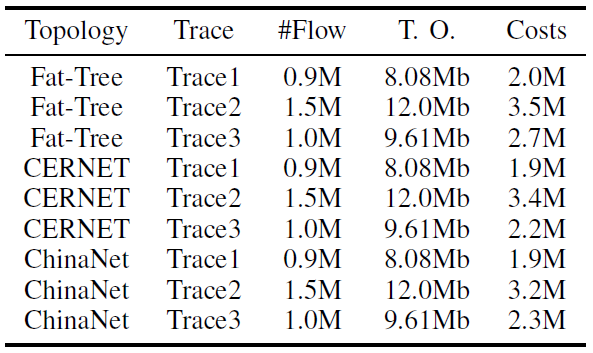 Topology Trace #Flow T. O. Costs
Fat-Tree Trace1 0.9M 8.08Mb 2.0M
Fat-Tree Trace2 1.5M 12.0Mb 3.5M
Fat-Tree Trace3 1.0M 9.61Mb 2.7M
CERNET Trace1 0.9M 8.08Mb 1.9M
CERNET Trace2 1.5M 12.0Mb 3.4M
CERNET Trace3 1.0M 9.61Mb 2.2M
ChinaNet Trace1 0.9M 8.08Mb 1.9M
ChinaNet Trace2 1.5M 12.0Mb 3.2M
ChinaNet Trace3 1.0M 9.61Mb 2.3M